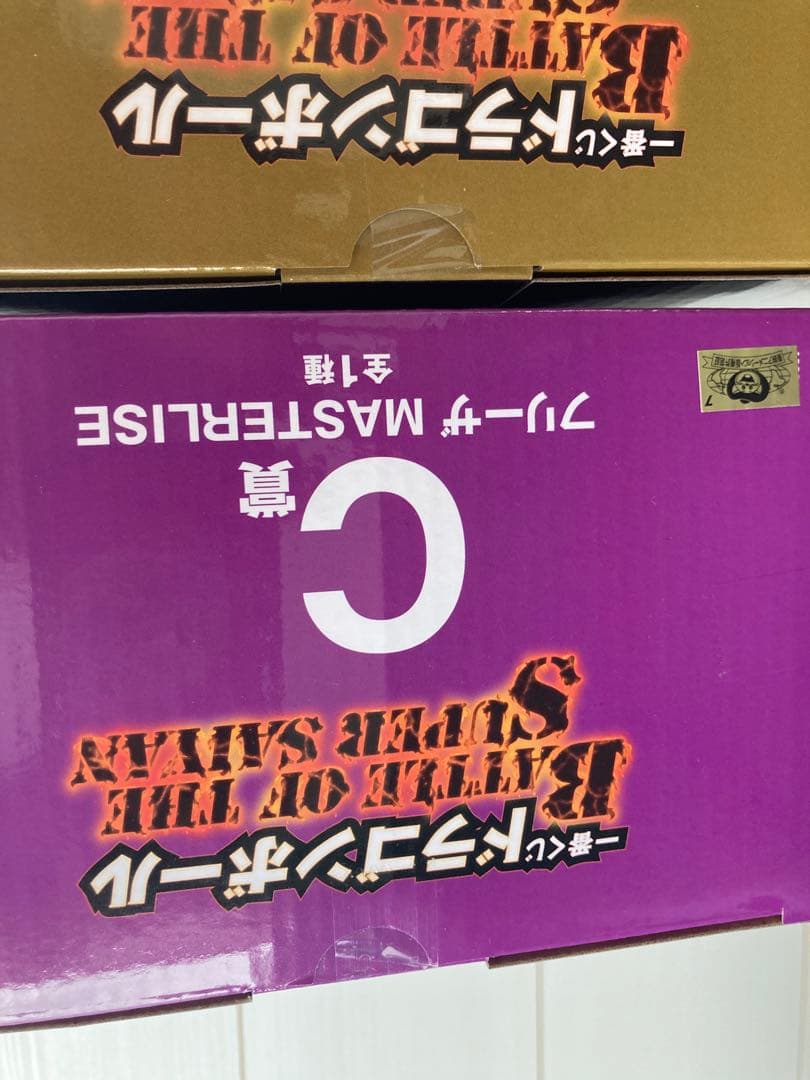 一番くじ ドラゴンボール
BATTLE OF THE
SUPER SAIYAN
C賞
フリーザ MASTERLISE
全1種
一番くじ ドラゴンボール
BATTLE OF THE